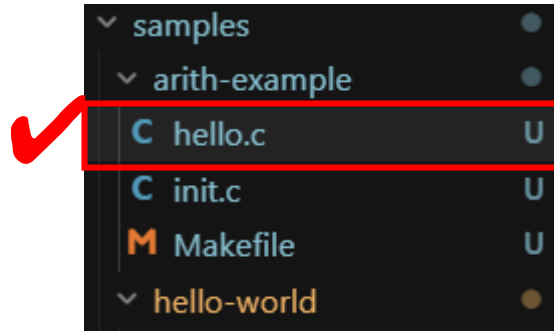 samples
arith-example
C hello.c U
C init.c U
M Makefile U
hello-world